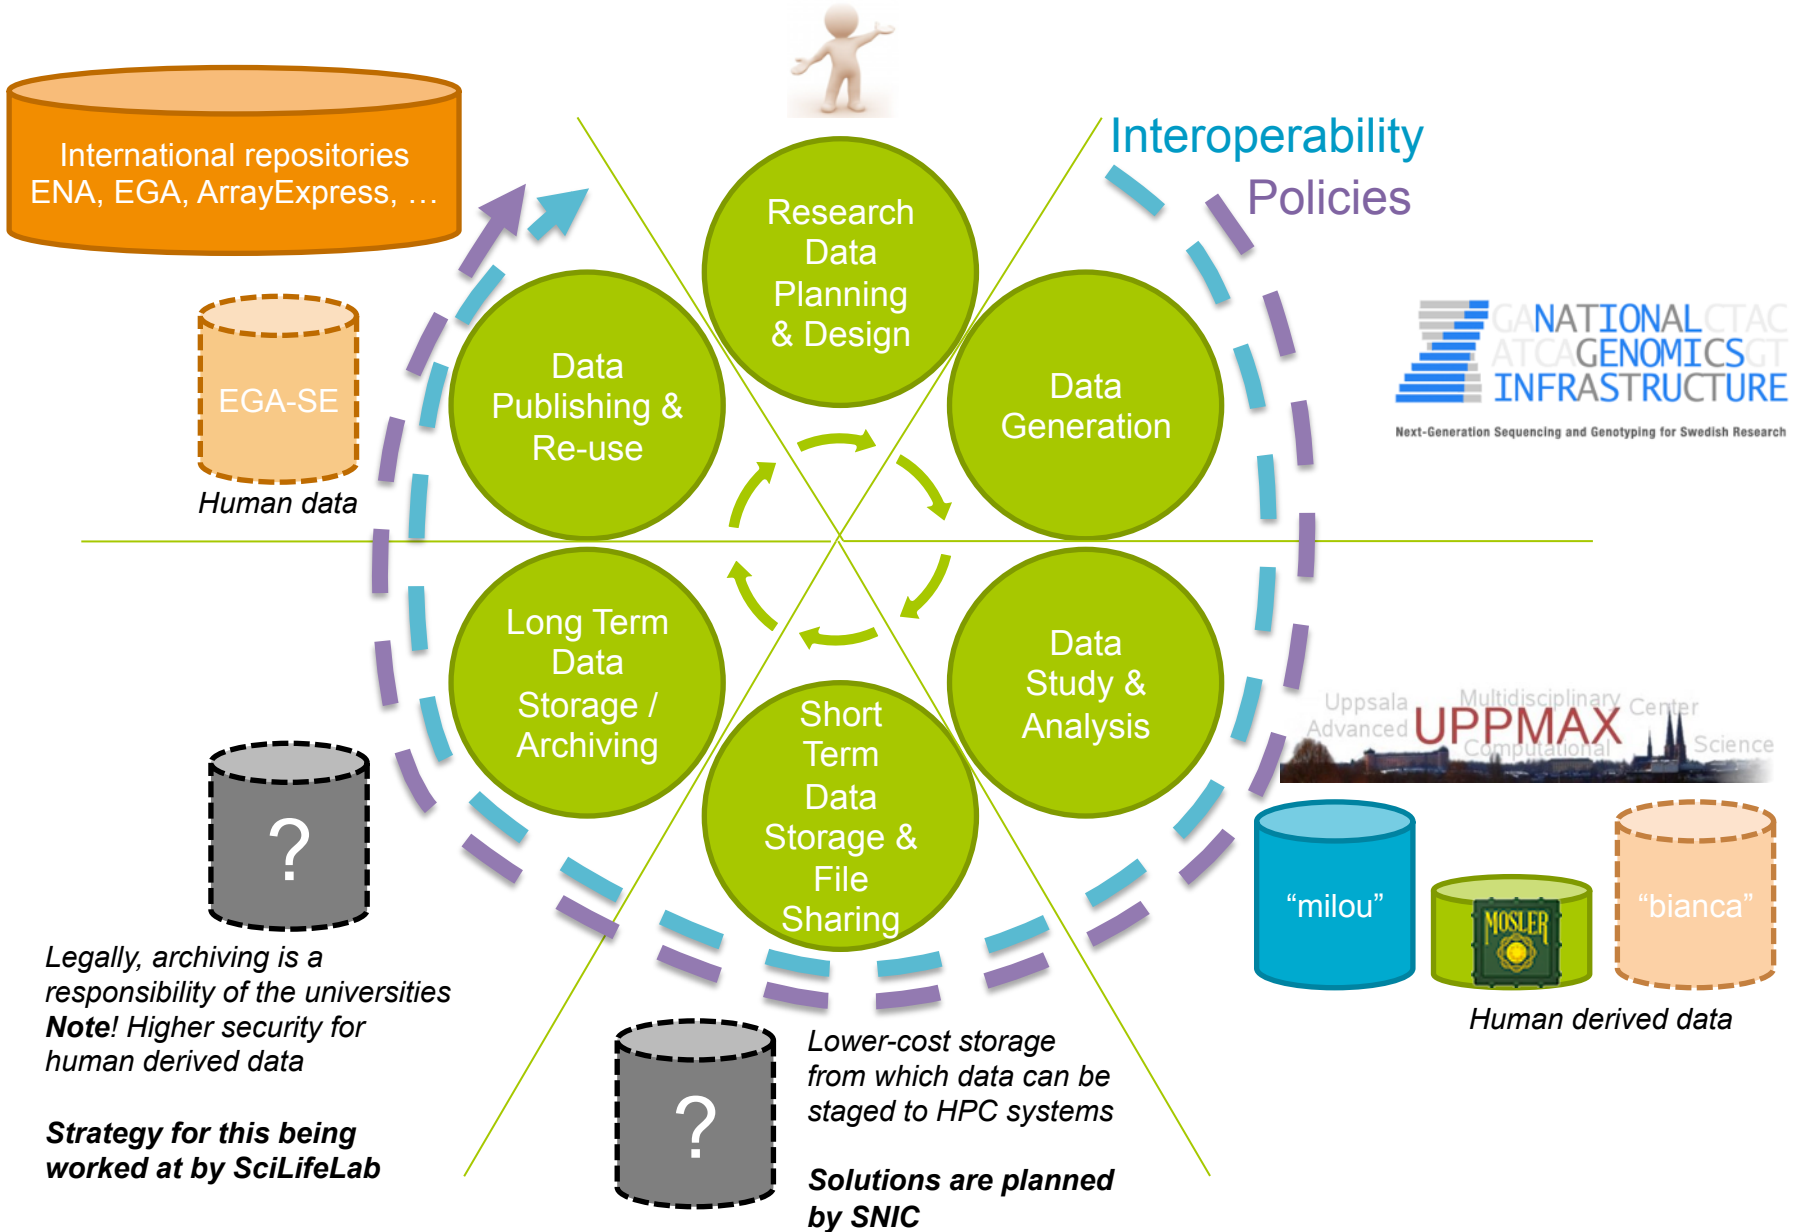 International repositories
ENA, EGA, ArrayExpress, …
Interoperability
Policies
Research
Data
Planning
& Design
Data
Publishing &
Re-use
Data
Generation
EGA-SE
Human data
GANATIONALCTAC
ATCAGENOMICSGT
INFRASTRUCTURE
Next-Generation Sequencing and Genotyping for Swedish Research
Long Term
Data
Storage /
Archiving
Data
Study &
Analysis
Short
Term
Data
Storage &
File
Sharing
Uppsala Multidisciplinary Center
Advanced UPPMAX
Computational Science
?
"milou"
MOSLER
"bianca"
Human derived data
Legally, archiving is a
responsibility of the universities
Note! Higher security for
human derived data
Strategy for this being
worked at by SciLifeLab
?
Lower-cost storage
from which data can be
staged to HPC systems
Solutions are planned
by SNIC